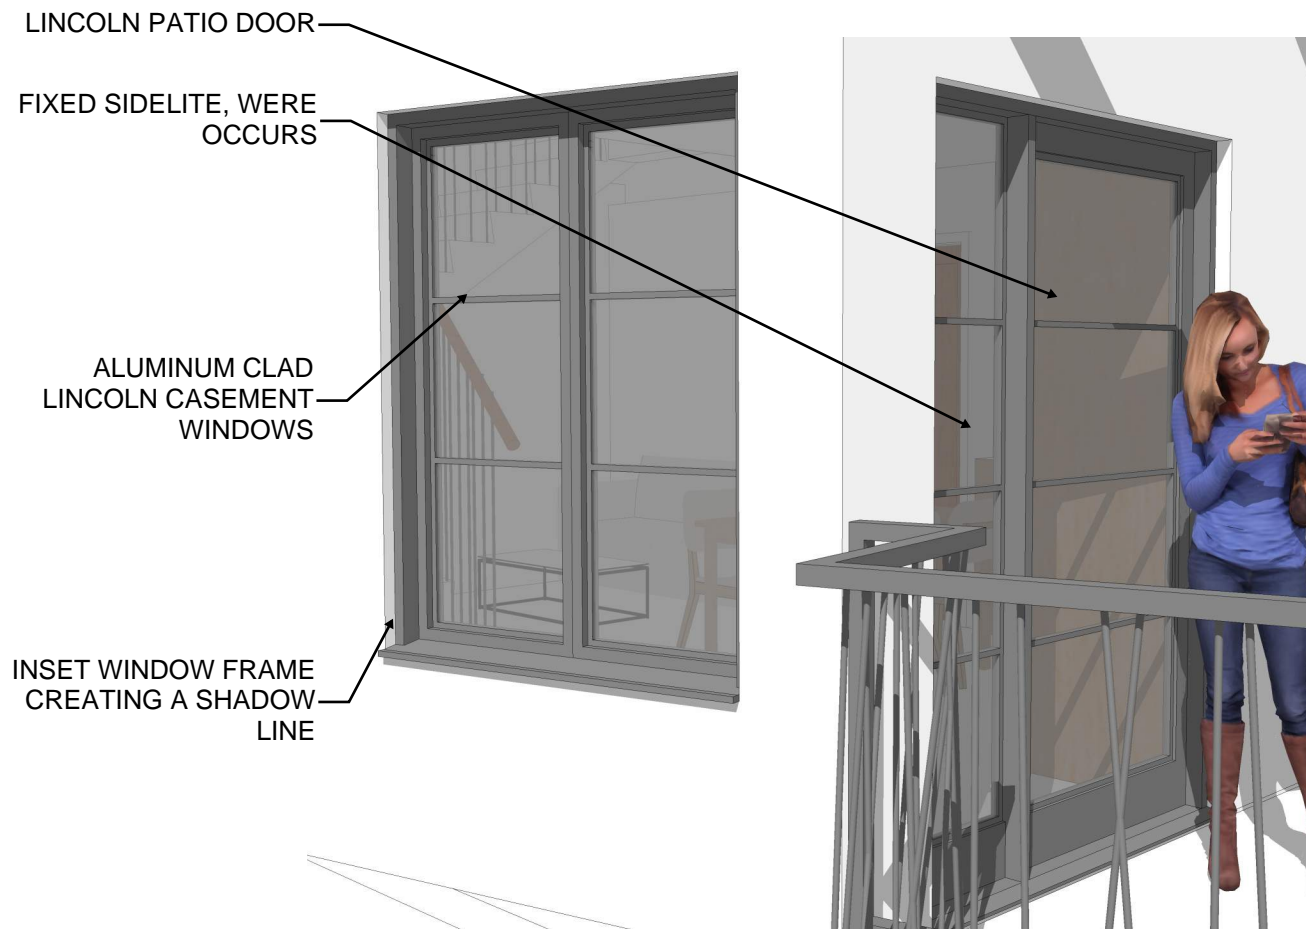 LINCOLN PATIO DOOR
FIXED SIDELITE, WERE
OCCURS
ALUMINUM CLAD
LINCOLN CASEMENT
WINDOWS
INSET WINDOW FRAME
CREATING A SHADOW
LINE